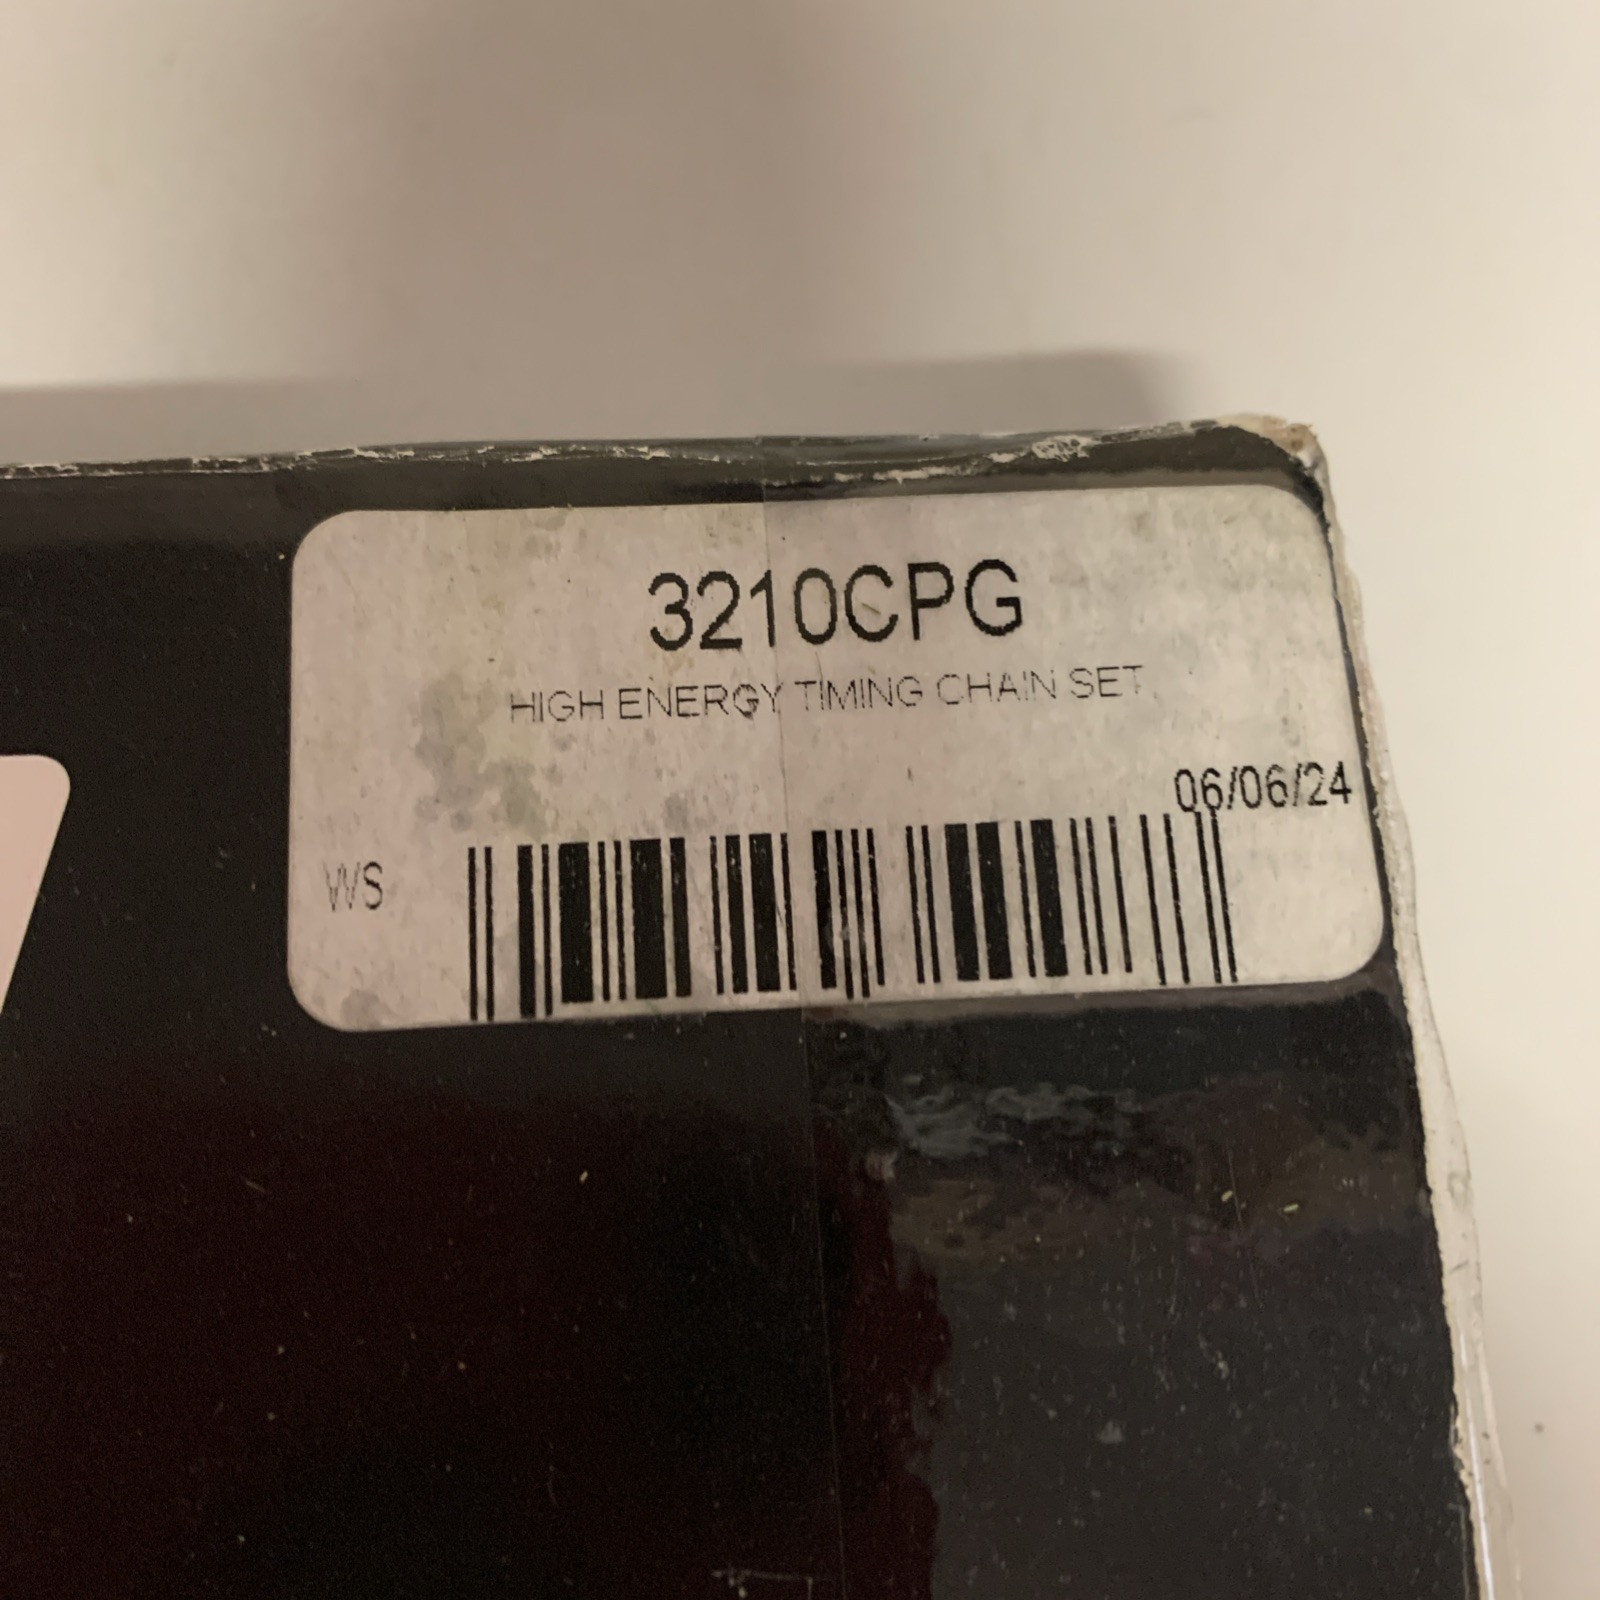 3210CPG
HIGH ENERGY TIMING CHAIN SET
06/06/24
WS